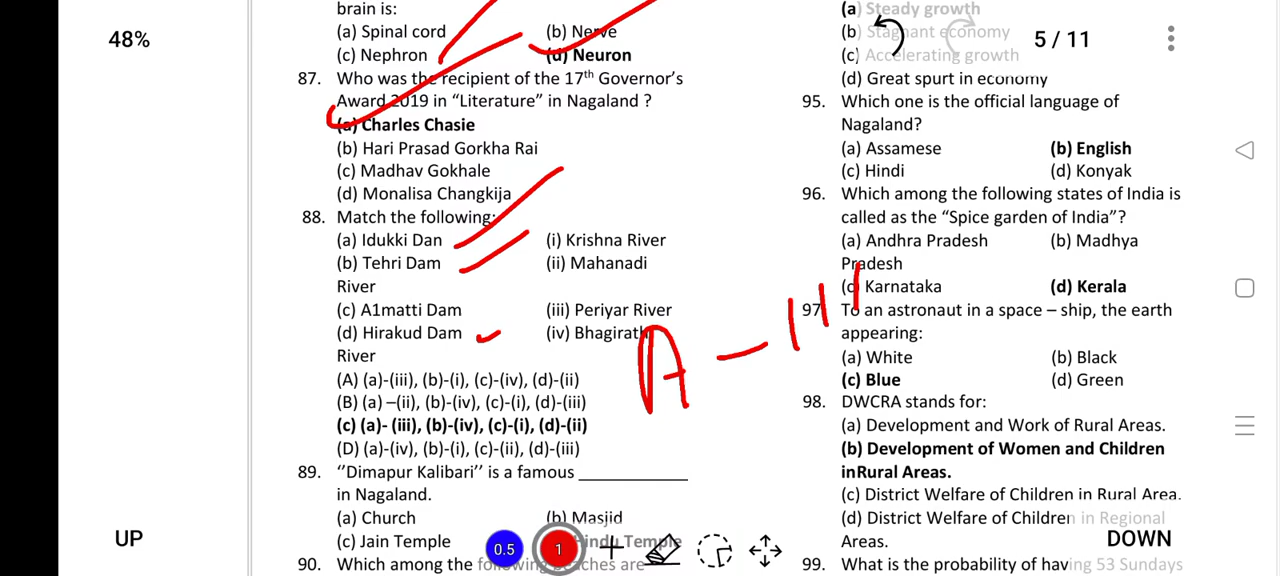 48%
brain is:
(a) Spinal cord (b) Nerve
(c) Nephron (d) Neuron
87. Who was the recipient of the 17th Governor's
Award 2019 in "Literature" in Nagaland ?
(a) Charles Chasie
(b) Hari Prasad Gorkha Rai
(c) Madhav Gokhale
(d) Monalisa Changkija
88. Match the following:
(a) Idukki Dan (i) Krishna River
(b) Tehri Dam (ii) Mahanadi
River
(c) A1matti Dam (iii) Periyar River
(d) Hirakud Dam (iv) Bhagirath
River
(A) (a)-(iii), (b)-(i), (c)-(iv), (d)-(ii)
(B) (a) –(ii), (b)-(iv), (c)-(i), (d)-(iii)
(c) (a)- (iii), (b)-(iv), (c)-(i), (d)-(ii)
(D) (a)-(iv), (b)-(i), (c)-(ii), (d)-(iii)
89. ''Dimapur Kalibari'' is a famous __________
in Nagaland.
(a) Church (b) Masjid
(c) Jain Temple Hindu Temple
90. Which among the following beaches are
A - III
(a) Steady growth
(b) Stagnant economy
(c) Accelerating growth
(d) Great spurt in economy
95. Which one is the official language of
Nagaland?
(a) Assamese (b) English
(c) Hindi (d) Konyak
96. Which among the following states of India is
called as the "Spice garden of India"?
(a) Andhra Pradesh (b) Madhya
Pradesh
(c) Karnataka (d) Kerala
97. To an astronaut in a space – ship, the earth
appearing:
(a) White (b) Black
(c) Blue (d) Green
98. DWCRA stands for:
(a) Development and Work of Rural Areas.
(b) Development of Women and Children
inRural Areas.
(c) District Welfare of Children in Rural Area.
(d) District Welfare of Children in Regional
Areas.
99. What is the probability of having 53 Sundays
5 / 11
UP
0.5
1
DOWN